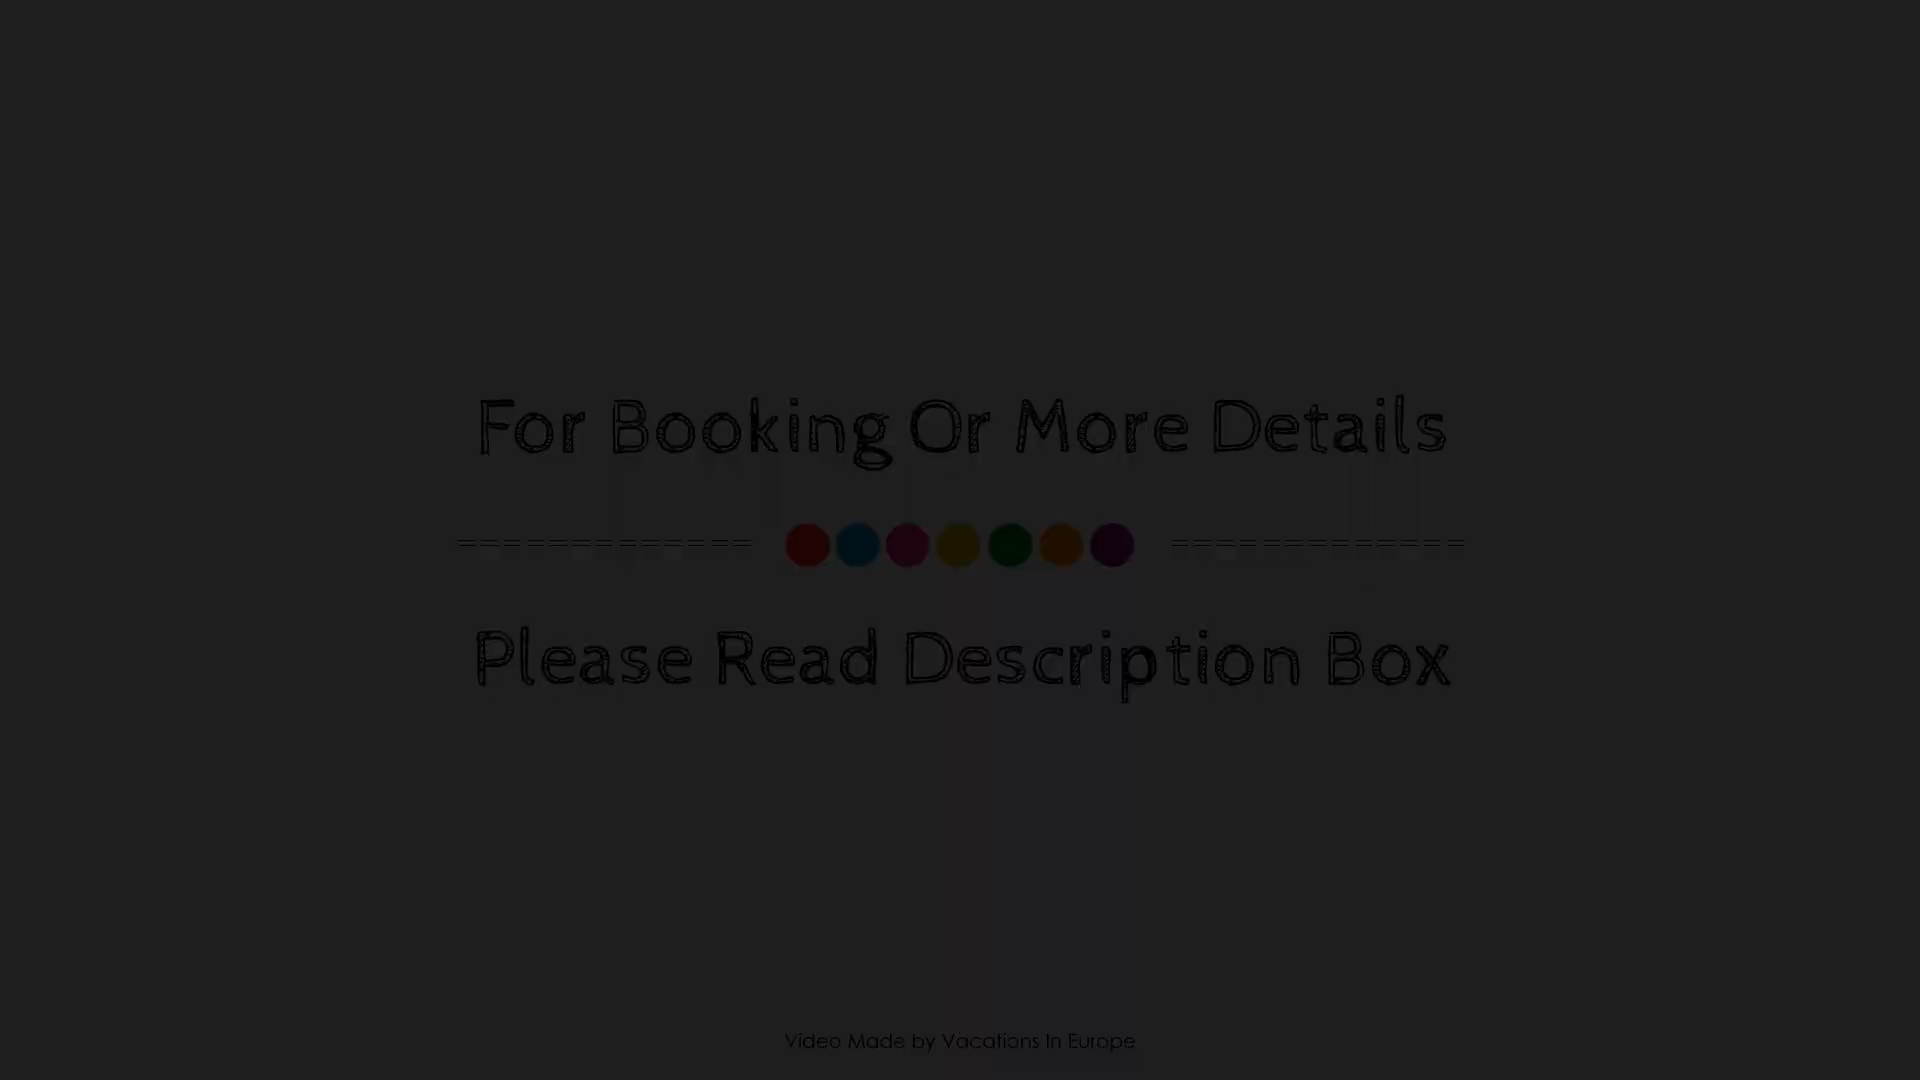 For Booking Or More Details
============= =============
Please Read Description Box
Video Made by Vacations In Europe